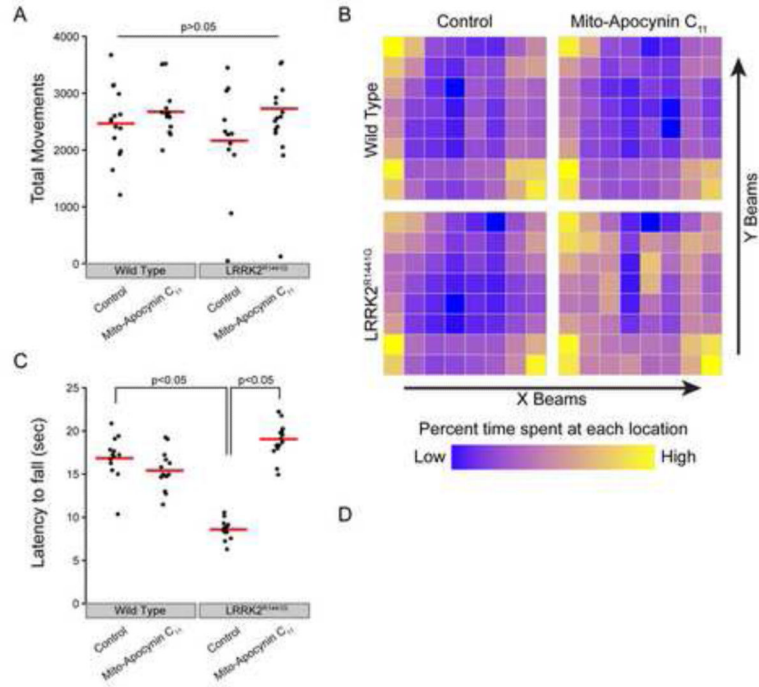 A
p>0.05
Total Movements
4000
3000
2000
1000
0
Wild Type
LRRK2R1441G
Control
Mito-Apocynin C11
Control
Mito-Apocynin C11
B
Control
Mito-Apocynin C11
Wild Type
LRRK2R1441G
Y Beams
X Beams
Percent time spent at each location
Low
High
C
p<0.05
p<0.05
Latency to fall (sec)
25
20
15
10
5
0
Wild Type
LRRK2R1441G
Control
Mito-Apocynin C11
Control
Mito-Apocynin C11
D